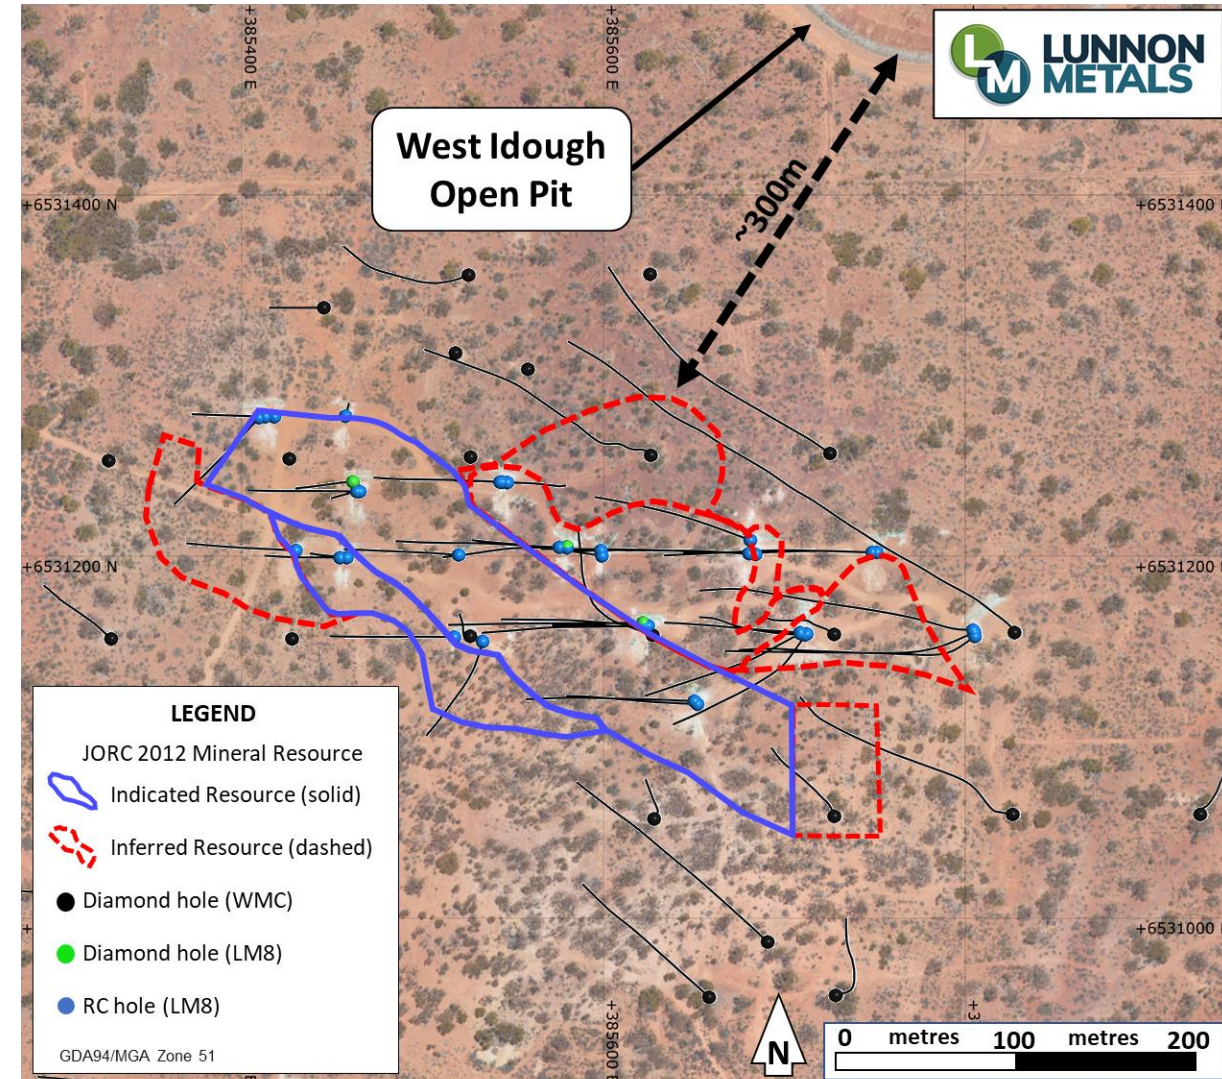 +385400 E
+385600 E
LM LUNNON
METALS
West Idough
Open Pit
~300m
+6531400 N
+6531400 N
+6531200 N
+6531200 N
LEGEND
JORC 2012 Mineral Resource
Indicated Resource (solid)
Inferred Resource (dashed)
Diamond hole (WMC)
Diamond hole (LM8)
RC hole (LM8)
GDA94/MGA Zone 51
+6531000 N
+385600 E
+3
N
0 metres 100 metres 200